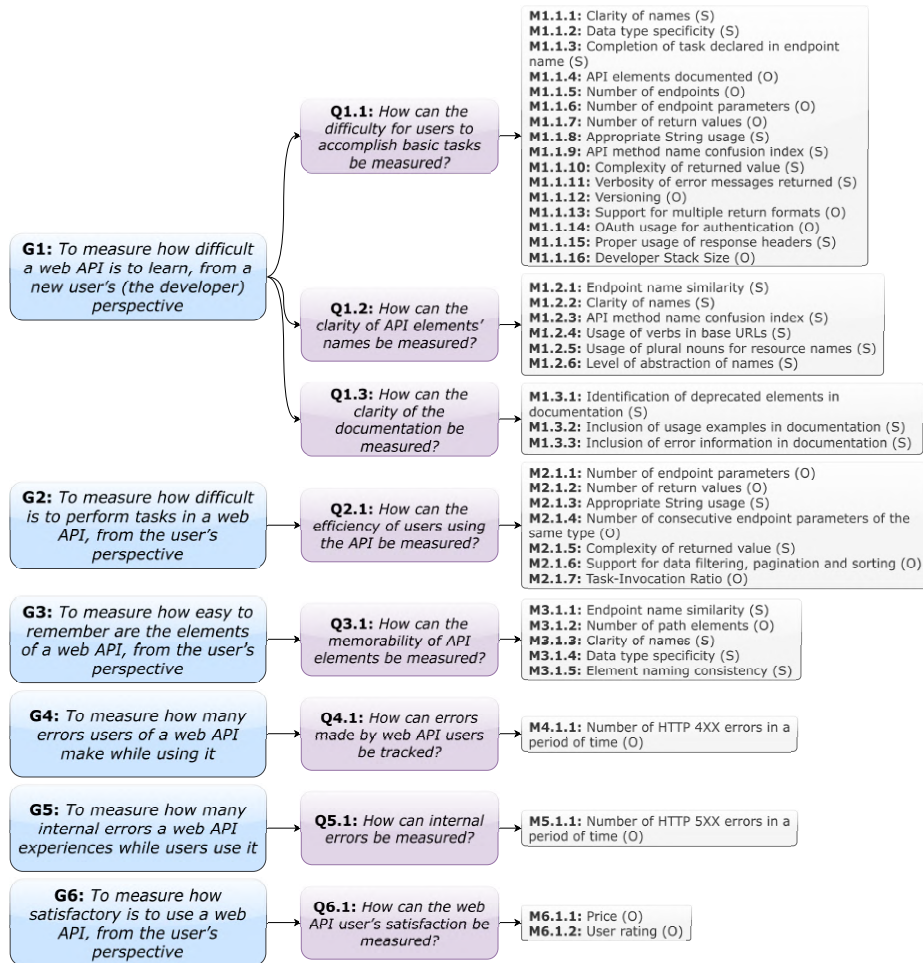 G1: To measure how difficult
a web API is to learn, from a
new user's (the developer)
perspective
Q1.1: How can the
difficulty for users to
accomplish basic tasks
be measured?
M1.1.1: Clarity of names (S)
M1.1.2: Data type specificity (S)
M1.1.3: Completion of task declared in endpoint
name (S)
M1.1.4: API elements documented (O)
M1.1.5: Number of endpoints (O)
M1.1.6: Number of endpoint parameters (O)
M1.1.7: Number of return values (O)
M1.1.8: Appropriate String usage (S)
M1.1.9: API method name confusion index (S)
M1.1.10: Complexity of returned value (S)
M1.1.11: Verbosity of error messages returned (S)
M1.1.12: Versioning (O)
M1.1.13: Support for multiple return formats (O)
M1.1.14: OAuth usage for authentication (O)
M1.1.15: Proper usage of response headers (S)
M1.1.16: Developer Stack Size (O)
Q1.2: How can the
clarity of API elements'
names be measured?
M1.2.1: Endpoint name similarity (S)
M1.2.2: Clarity of names (S)
M1.2.3: API method name confusion index (S)
M1.2.4: Usage of verbs in base URLs (S)
M1.2.5: Usage of plural nouns for resource names (S)
M1.2.6: Level of abstraction of names (S)
Q1.3: How can the
clarity of the
documentation be
measured?
M1.3.1: Identification of deprecated elements in
documentation (S)
M1.3.2: Inclusion of usage examples in documentation (S)
M1.3.3: Inclusion of error information in documentation (S)
G2: To measure how difficult
is to perform tasks in a web
API, from the user's
perspective
Q2.1: How can the
efficiency of users using
the API be measured?
M2.1.1: Number of endpoint parameters (O)
M2.1.2: Number of return values (O)
M2.1.3: Appropriate String usage (S)
M2.1.4: Number of consecutive endpoint parameters of the
same type (O)
M2.1.5: Complexity of returned value (S)
M2.1.6: Support for data filtering, pagination and sorting (O)
M2.1.7: Task-Invocation Ratio (O)
G3: To measure how easy to
remember are the elements
of a web API, from the user's
perspective
Q3.1: How can the
memorability of API
elements be measured?
M3.1.1: Endpoint name similarity (S)
M3.1.2: Number of path elements (O)
M3.1.3: Clarity of names (S)
M3.1.4: Data type specificity (S)
M3.1.5: Element naming consistency (S)
G4: To measure how many
errors users of a web API
make while using it
Q4.1: How can errors
made by web API users
be tracked?
M4.1.1: Number of HTTP 4XX errors in a
period of time (O)
G5: To measure how many
internal errors a web API
experiences while users use it
Q5.1: How can internal
errors be measured?
M5.1.1: Number of HTTP 5XX errors in a
period of time (O)
G6: To measure how
satisfactory is to use a web
API, from the user's
perspective
Q6.1: How can the web
API user's satisfaction be
measured?
M6.1.1: Price (O)
M6.1.2: User rating (O)